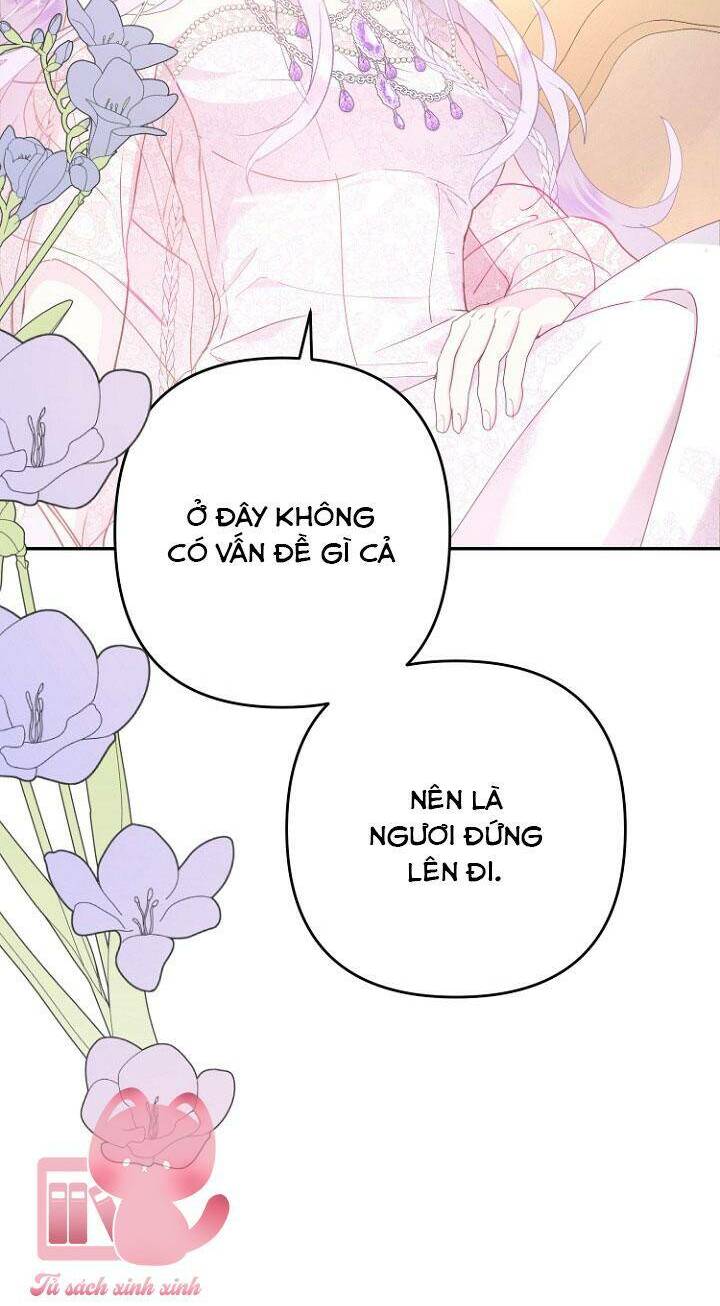 Ở ĐÂY KHÔNG
CÓ VẤN ĐỀ GÌ CẢ
NÊN LÀ
NGƯƠI ĐỨNG
LÊN ĐI.
Tủ sách xinh xinh